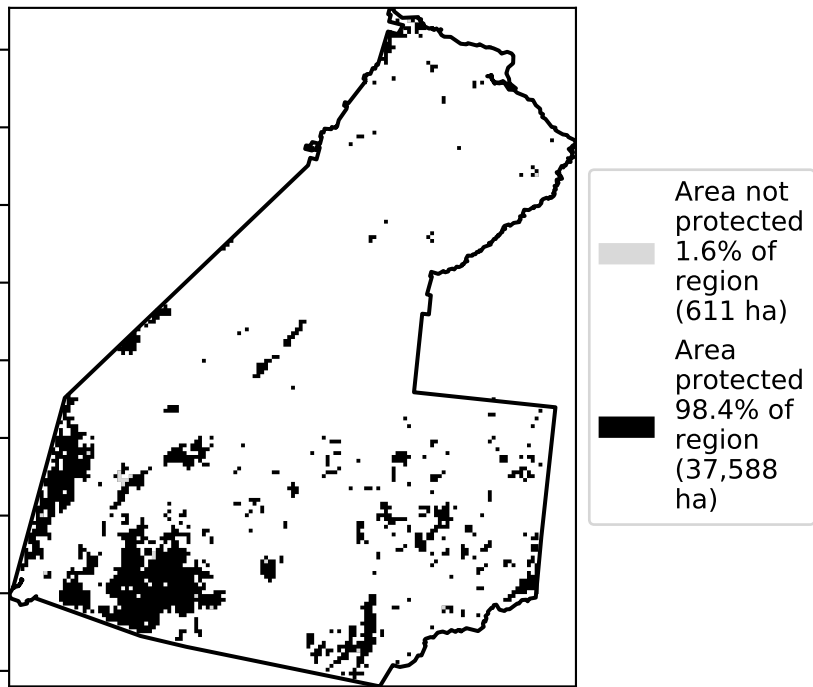 Area not
protected
1.6% of
region
(611 ha)
Area
protected
98.4% of
region
(37,588
ha)